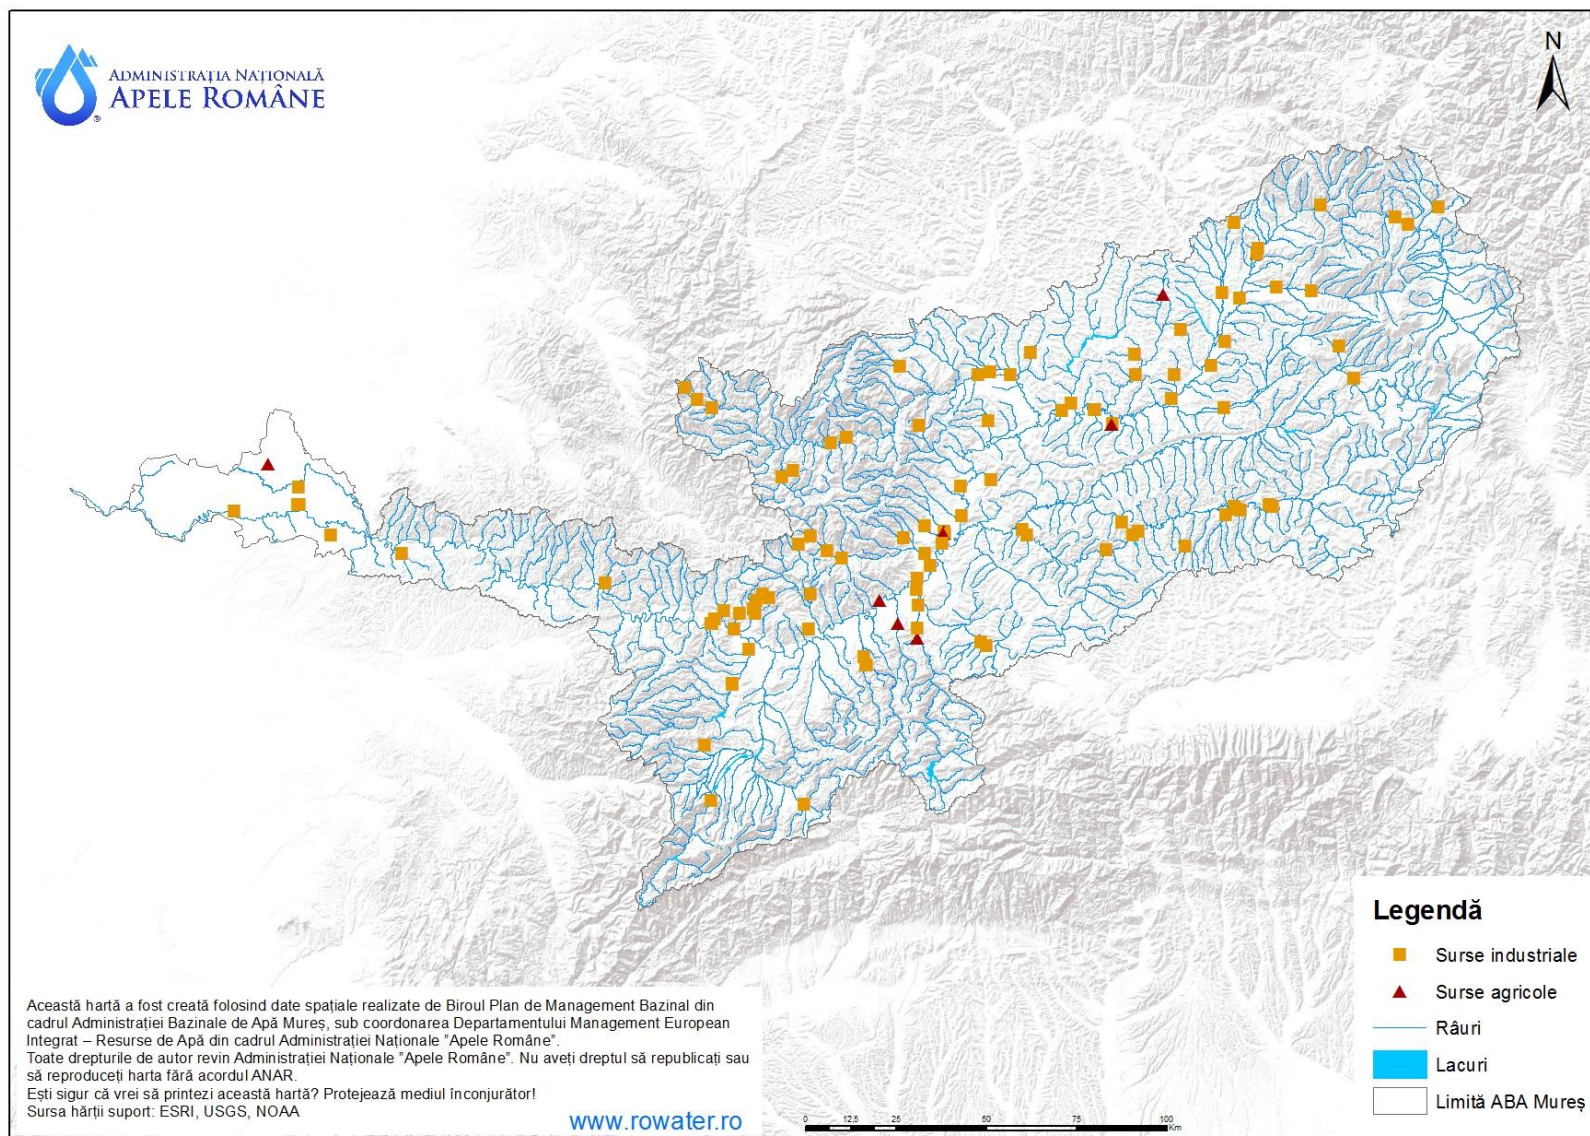 ADMINISTRAȚIA NAȚIONALĂ
APELE ROMÂNE
®
N
Legendă
Surse industriale
Surse agricole
Râuri
Lacuri
Limită ABA Mureș
Această hartă a fost creată folosind date spațiale realizate de Biroul Plan de Management Bazinal din
cadrul Administrației Bazinale de Apă Mureș, sub coordonarea Departamentului Management European
Integrat – Resurse de Apă din cadrul Administrației Naționale "Apele Române".
Toate drepturile de autor revin Administrației Naționale "Apele Române". Nu aveți dreptul să republicați sau
să reproduceți harta fără acordul ANAR.
Ești sigur că vrei să printezi această hartă? Protejează mediul înconjurător!
Sursa hărții suport: ESRI, USGS, NOAA
www.rowater.ro
0 12,5 25 50 75 100
Km